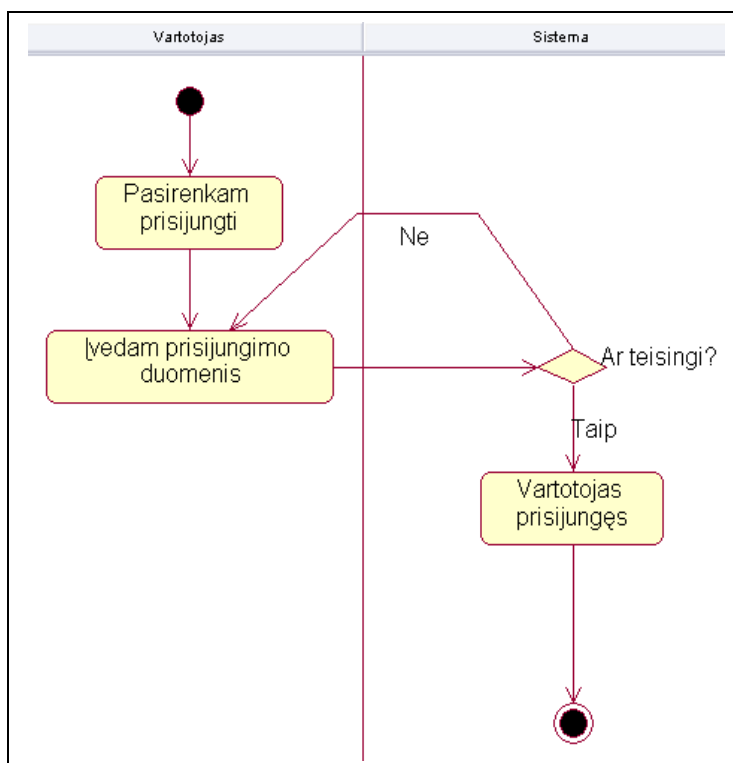 Vartotojas
Sistema
Pasirenkam
prisijungti
Ne
Įvedam prisijungimo
duomenis
Ar teisingi?
Taip
Vartotojas
prisijungęs